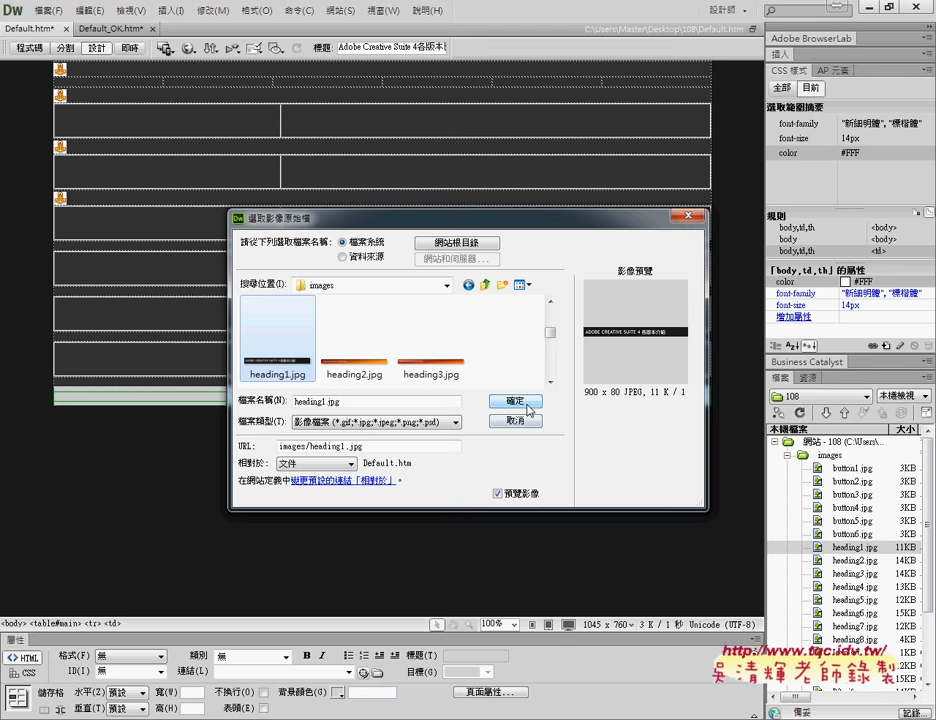 Dw 檔案(F) 編輯(E) 檢視(V) 插入(I) 修改(M) 格式(O) 命令(C) 網站(S) 視窗(W) 說明(H) 設計師
Default.htm* × Default_OK.htm* × C:\Users\Master\Desktop\108\Default.htm
程式碼 分割 設計 即時 標題: Adobe Creative Suite 4各版本
Adobe BrowserLab
插入
CSS 樣式 AP 元素
全部 目前
選取範圍摘要
font-family "新細明體", "標楷體"
font-size 14px
color #FFF
規則
body,td,th <body>
body <body>
body,td,th <td>
「body,td,th」的屬性
color #FFF
font-family "新細明體", "標楷體"
font-size 14px
增加屬性
Business Catalyst
檔案 資源
108 本機檢視
本機檔案 大小
網站 - 108 (C:\Users\...
images
button1.jpg 3KB
button2.jpg 3KB
button3.jpg 3KB
button4.jpg 3KB
button5.jpg 3KB
button6.jpg 3KB
heading1.jpg 11KB
heading2.jpg 14KB
heading3.jpg 14KB
heading4.jpg 13KB
heading5.jpg 12KB
heading6.jpg 15KB
heading7.jpg 12KB
heading8.jpg 1KB
選取影像原始檔
請從下列選取檔案名稱: 檔案系統 網站根目錄
資料來源 網站和伺服器...
搜尋位置(I): images
影像預覽
heading1.jpg heading2.jpg heading3.jpg
ADOBE CREATIVE SUITE 4 各版本介紹
900 x 80 JPEG, 11 K / 1
檔案名稱(N): heading1.jpg 確定
檔案類型(T): 影像檔案 (*.gif;*.jpg;*.jpeg;*.png;*.psd) 取消
URL: images/heading1.jpg
相對於: 文件 Default.htm
在網站定義中變更預設的連結「相對於」。
預覽影像
<body> <table#main> <tr> <td> 100% 1045 x 760 3 K / 1 秒 Unicode (UTF-8)
屬性
HTML 格式(F) 無 類別 無 B I 標題(T)
CSS ID(I) 無 連結(L) 目標(G)
儲存格 水平(Z) 預設 寬(W) 不換行(O) 背景顏色(G) 頁面屬性...
垂直(T) 預設 高(H) 表頭(E)
http://www.tqc.idv.tw/
吳清輝老師錄製
備妥 記錄...